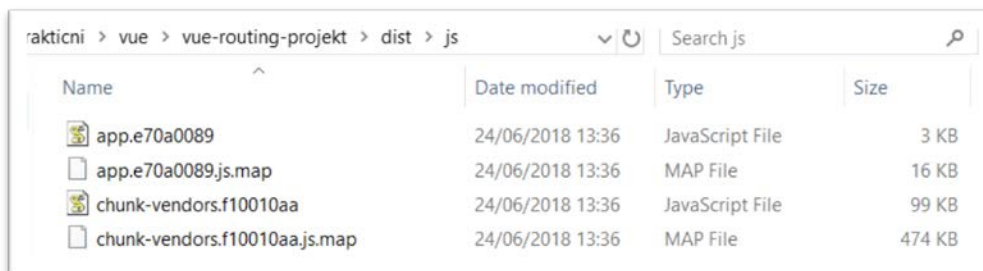 rakticni > vue > vue-routing-projekt > dist > js Search js
Name Date modified Type Size
app.e70a0089 24/06/2018 13:36 JavaScript File 3 KB
app.e70a0089.js.map 24/06/2018 13:36 MAP File 16 KB
chunk-vendors.f10010aa 24/06/2018 13:36 JavaScript File 99 KB
chunk-vendors.f10010aa.js.map 24/06/2018 13:36 MAP File 474 KB